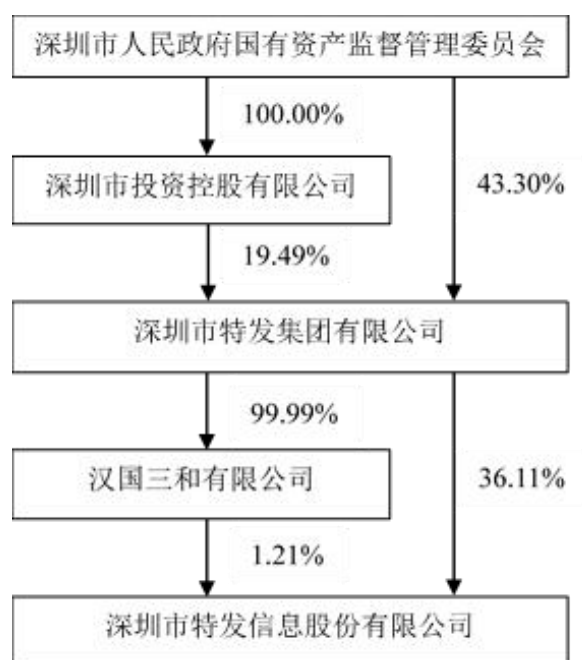 深圳市人民政府国有资产监督管理委员会
100.00%
深圳市投资控股有限公司
43.30%
19.49%
深圳市特发集团有限公司
99.99%
汉国三和有限公司
36.11%
1.21%
深圳市特发信息股份有限公司